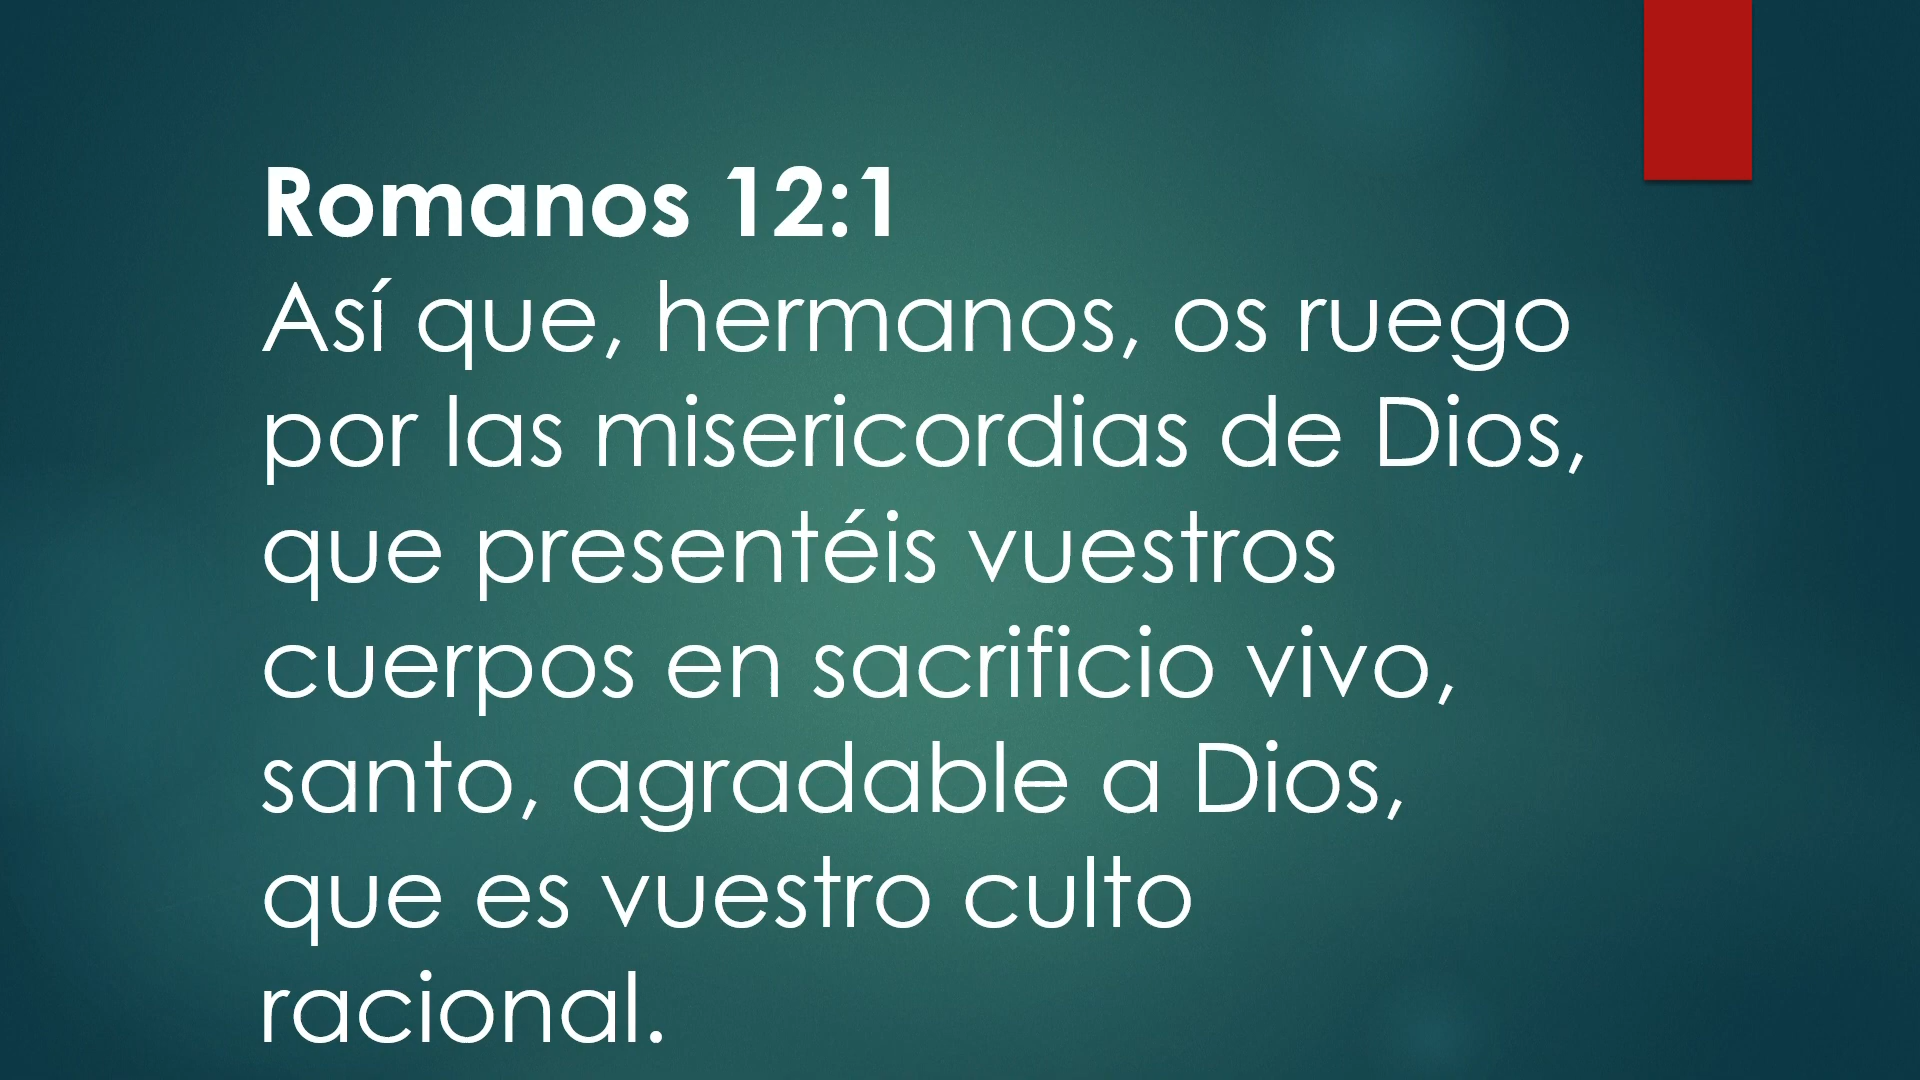 Romanos 12:1
Así que, hermanos, os ruego
por las misericordias de Dios,
que presentéis vuestros
cuerpos en sacrificio vivo,
santo, agradable a Dios,
que es vuestro culto
racional.